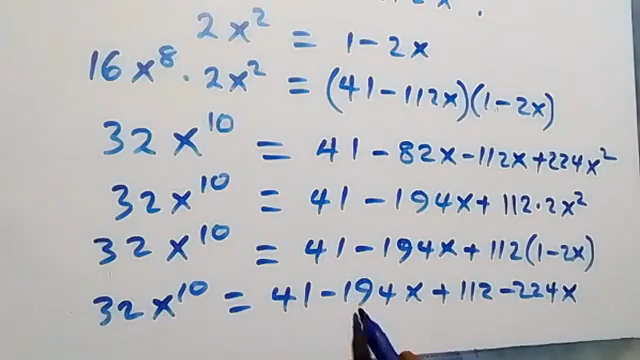 2x² = 1 - 2x
16x⁸ · 2x² = (41 - 112x)(1 - 2x)
32x¹⁰ = 41 - 82x - 112x + 224x²
32x¹⁰ = 41 - 194x + 112·2x²
32x¹⁰ = 41 - 194x + 112(1-2x)
32x¹⁰ = 41 - 194x + 112 - 224x